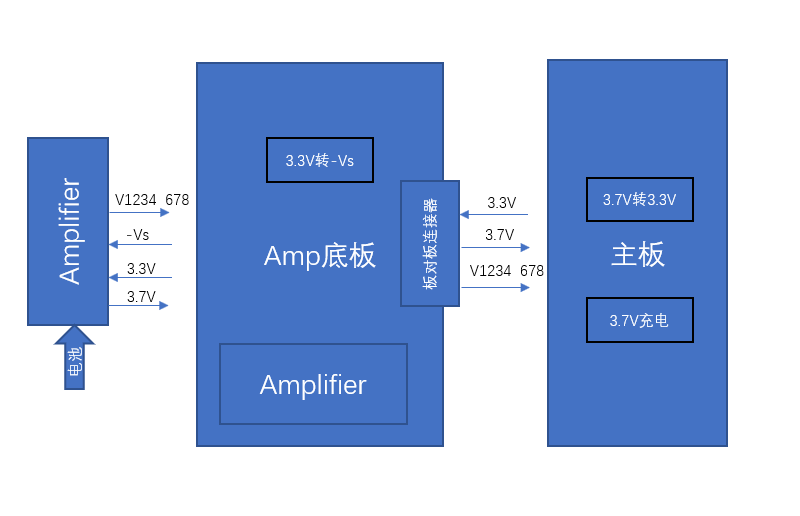 Amplifier
电池
V1234  678
-Vs
3.3V
3.7V
3.3V转-Vs
Amp底板
Amplifier
板对板连接器
3.3V
3.7V
V1234  678
3.7V转3.3V
主板
3.7V充电